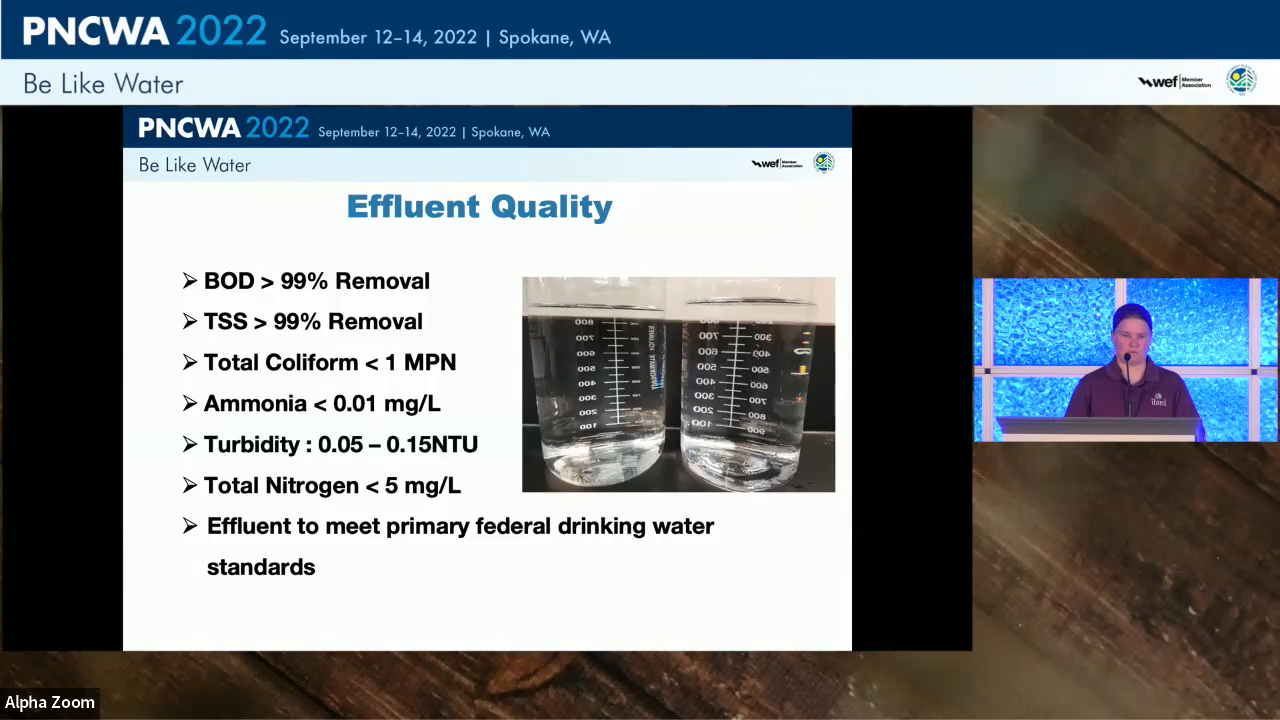 PNCWA 2022 September 12–14, 2022 | Spokane, WA
Be Like Water
wef Member Association
PNCWA 2022 September 12–14, 2022 | Spokane, WA
Be Like Water
wef Member Association
Effluent Quality
➢ BOD > 99% Removal
➢ TSS > 99% Removal
➢ Total Coliform < 1 MPN
➢ Ammonia < 0.01 mg/L
➢ Turbidity : 0.05 – 0.15NTU
➢ Total Nitrogen < 5 mg/L
➢ Effluent to meet primary federal drinking water
standards
800
700
600
500
400
300
200
100
700
600
500
400
300
200
100
300
400
500
600
700
800
900
Alpha Zoom